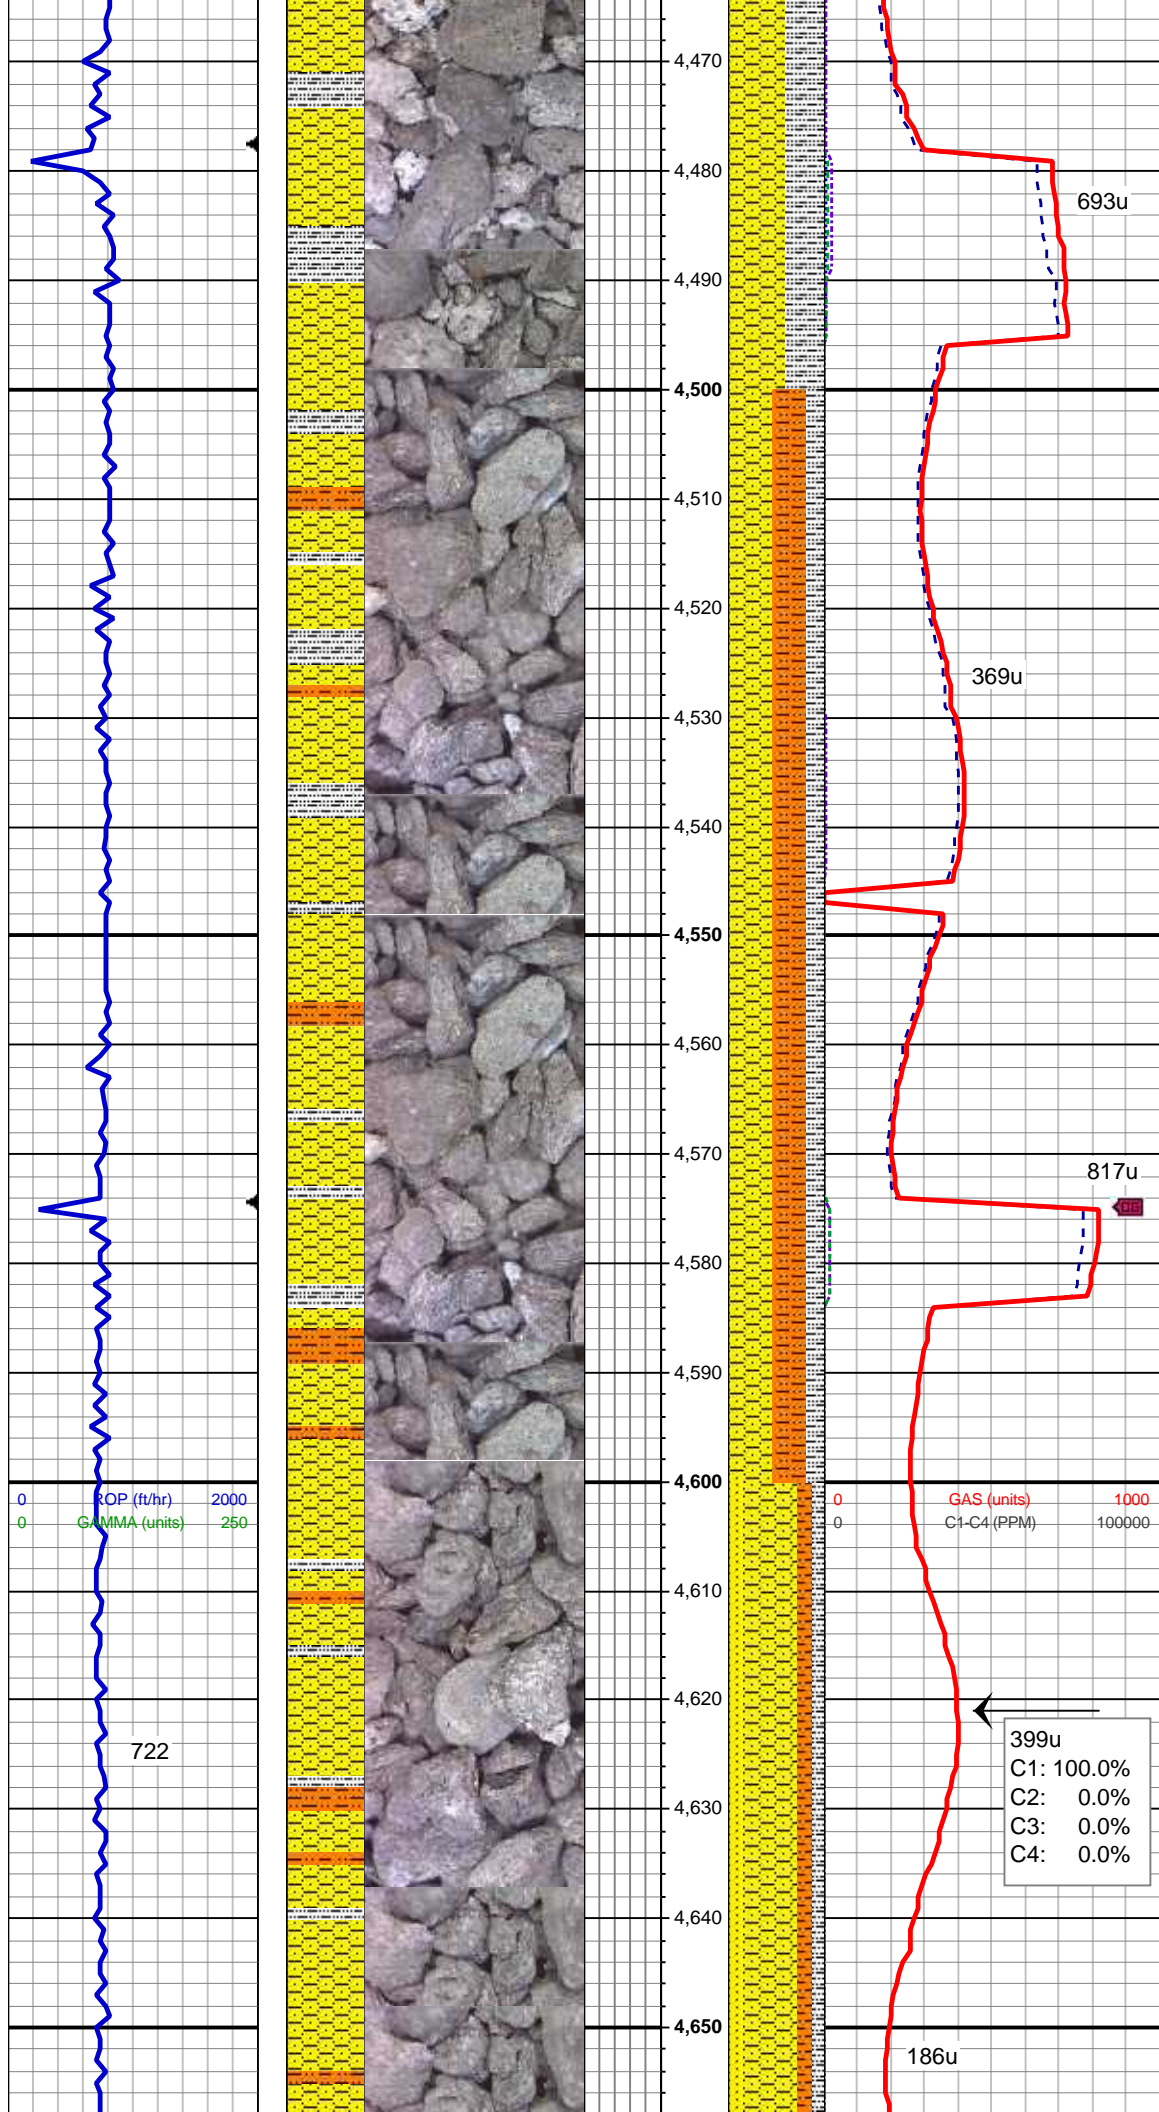 4,470
4,480
693u
4,490
4,500
4,510
4,520
369u
4,530
4,540
4,550
4,560
4,570
817u
CG
4,580
4,590
4,600
0 ROP (ft/hr) 2000
0 GAMMA (units) 250
0 GAS (units) 1000
0 C1-C4 (PPM) 100000
4,610
4,620
722
399u
C1: 100.0%
C2: 0.0%
C3: 0.0%
C4: 0.0%
4,630
4,640
4,650
186u